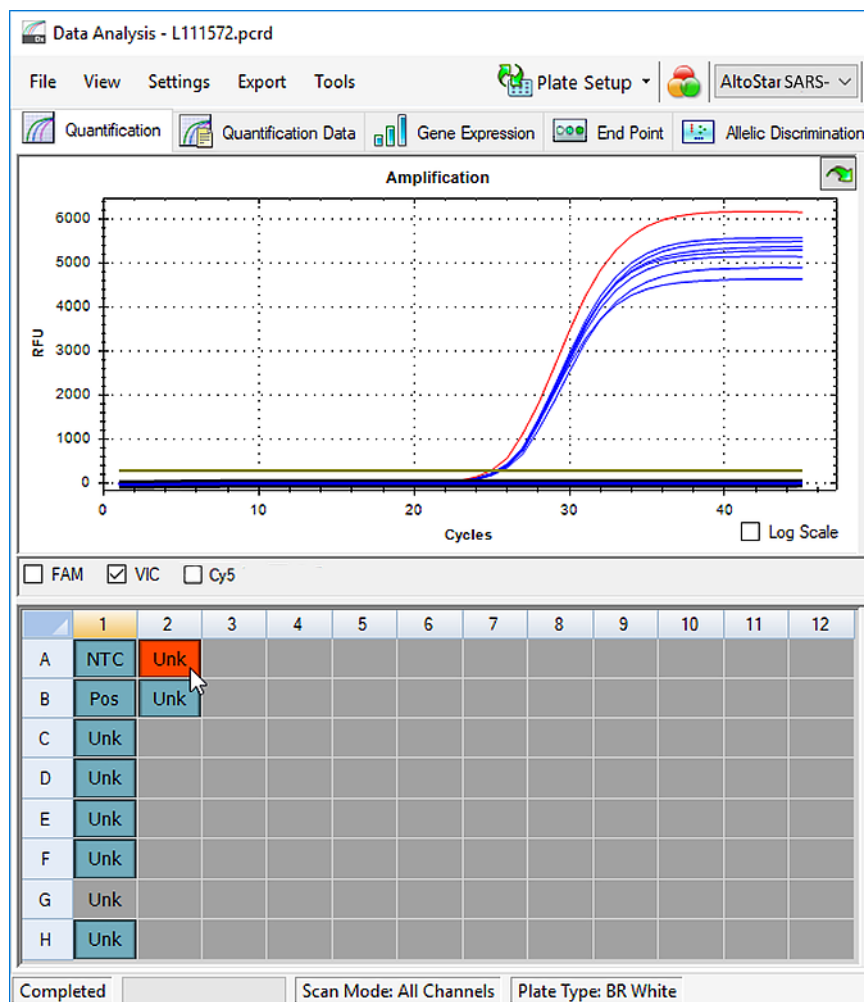 Data Analysis - L111572.pcrd
File View Settings Export Tools Plate Setup AltoStar SARS-
Quantification Quantification Data Gene Expression End Point Allelic Discrimination
Amplification
6000
5000
4000
3000
2000
1000
0
RFU
0 10 20 30 40
Cycles
Log Scale
FAM VIC Cy5
1 2 3 4 5 6 7 8 9 10 11 12
A NTC Unk
B Pos Unk
C Unk
D Unk
E Unk
F Unk
G Unk
H Unk
Completed Scan Mode: All Channels Plate Type: BR White